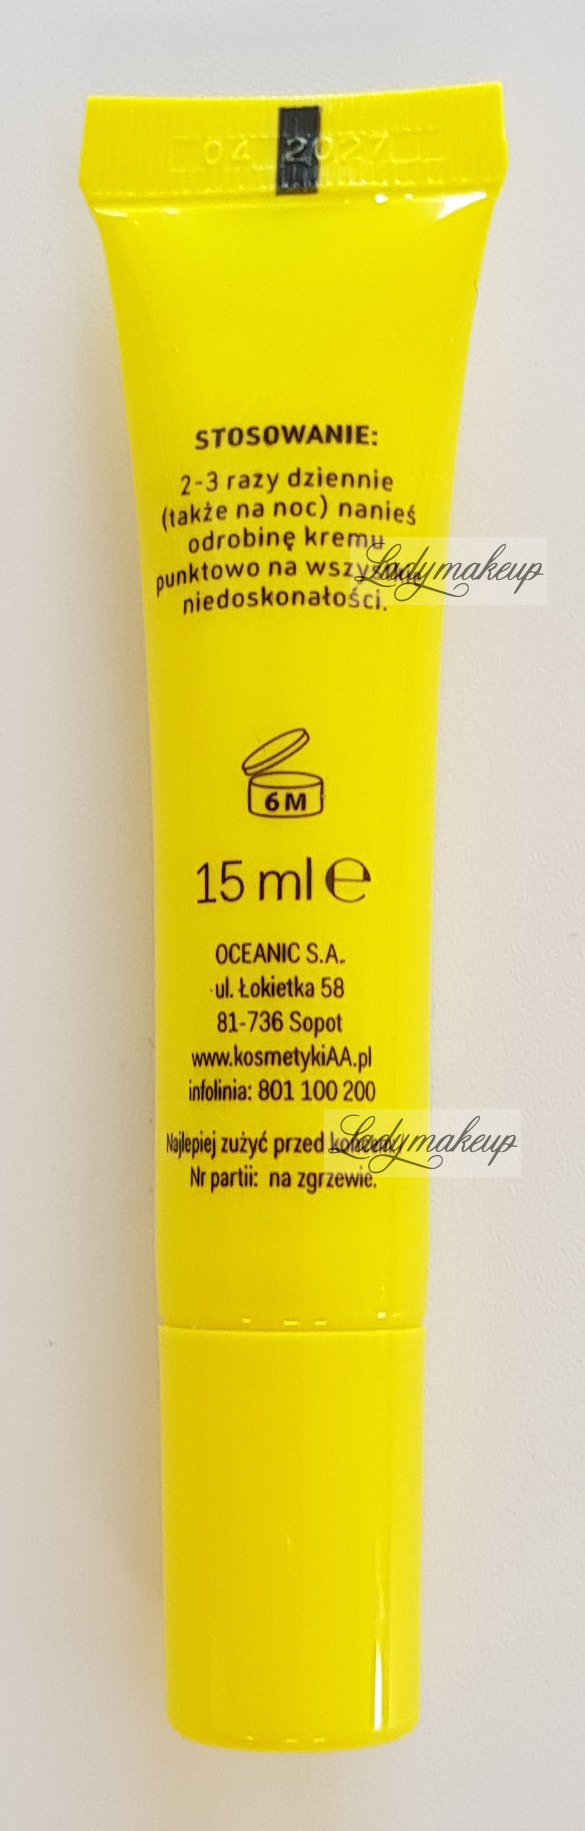 04 2027
STOSOWANIE:
2-3 razy dziennie
(także na noc) nanieś
odrobinę kremu
punktowo na wszystkie
niedoskonałości.
Ladymakeup
6M
15 ml e
OCEANIC S.A.
ul. Łokietka 58
81-736 Sopot
www.kosmetykiAA.pl
infolinia: 801 100 200
Najlepiej zużyć przed końcem/
Ladymakeup
Nr partii: na zgrzewie.